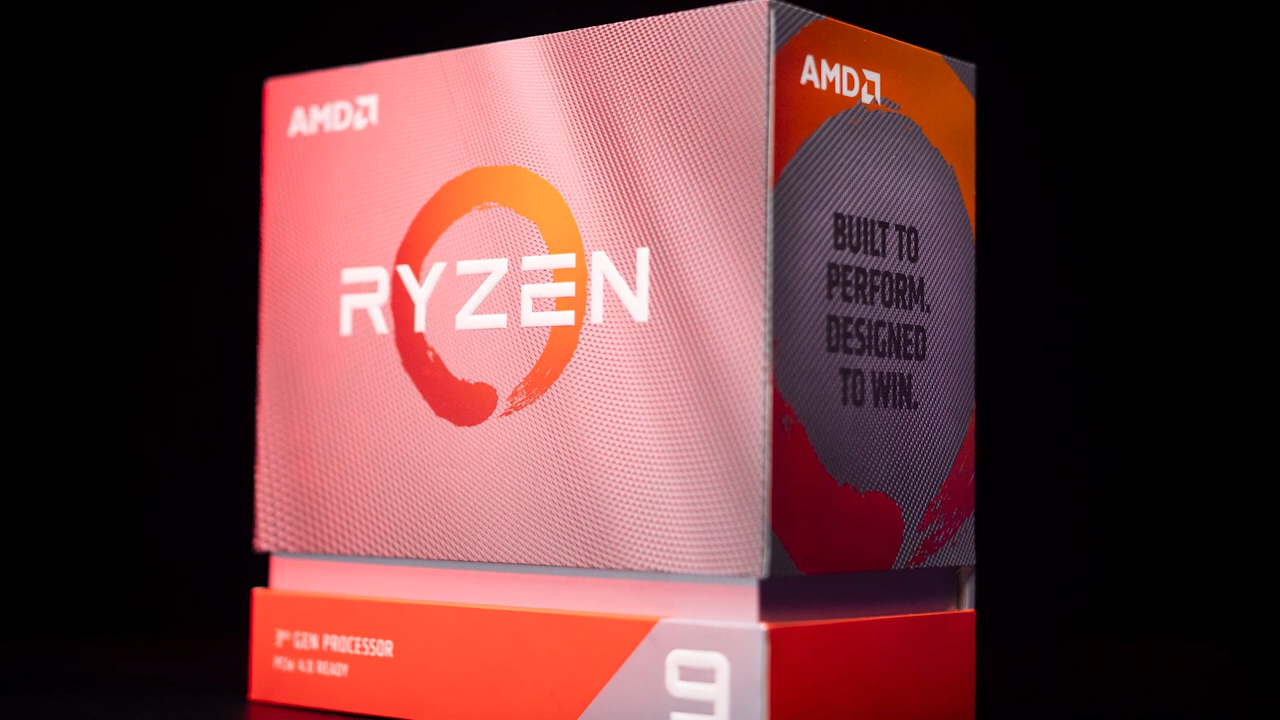 AMD
RYZEN
3rd GEN PROCESSOR
PCIe 4.0 READY
9
AMD
BUILT TO
PERFORM.
DESIGNED
TO WIN.